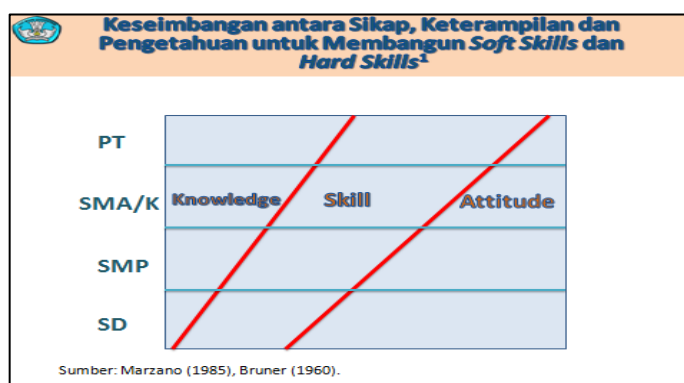 Keseimbangan antara Sikap, Keterampilan dan
Pengetahuan untuk Membangun Soft Skills dan
Hard Skills¹
PT
SMA/K
Knowledge
Skill
Attitude
SMP
SD
Sumber: Marzano (1985), Bruner (1960).